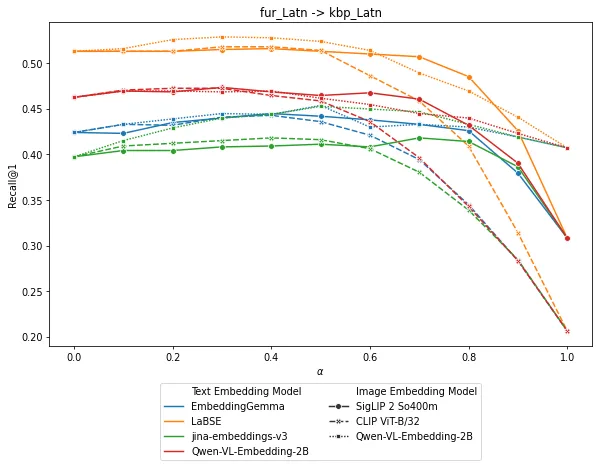 fur_Latn -> kbp_Latn
Recall@1
0.50
0.45
0.40
0.35
0.30
0.25
0.20
0.0 0.2 0.4 0.6 0.8 1.0
α
Text Embedding Model
EmbeddingGemma
LaBSE
jina-embeddings-v3
Qwen-VL-Embedding-2B
Image Embedding Model
SigLIP 2 So400m
CLIP ViT-B/32
Qwen-VL-Embedding-2B